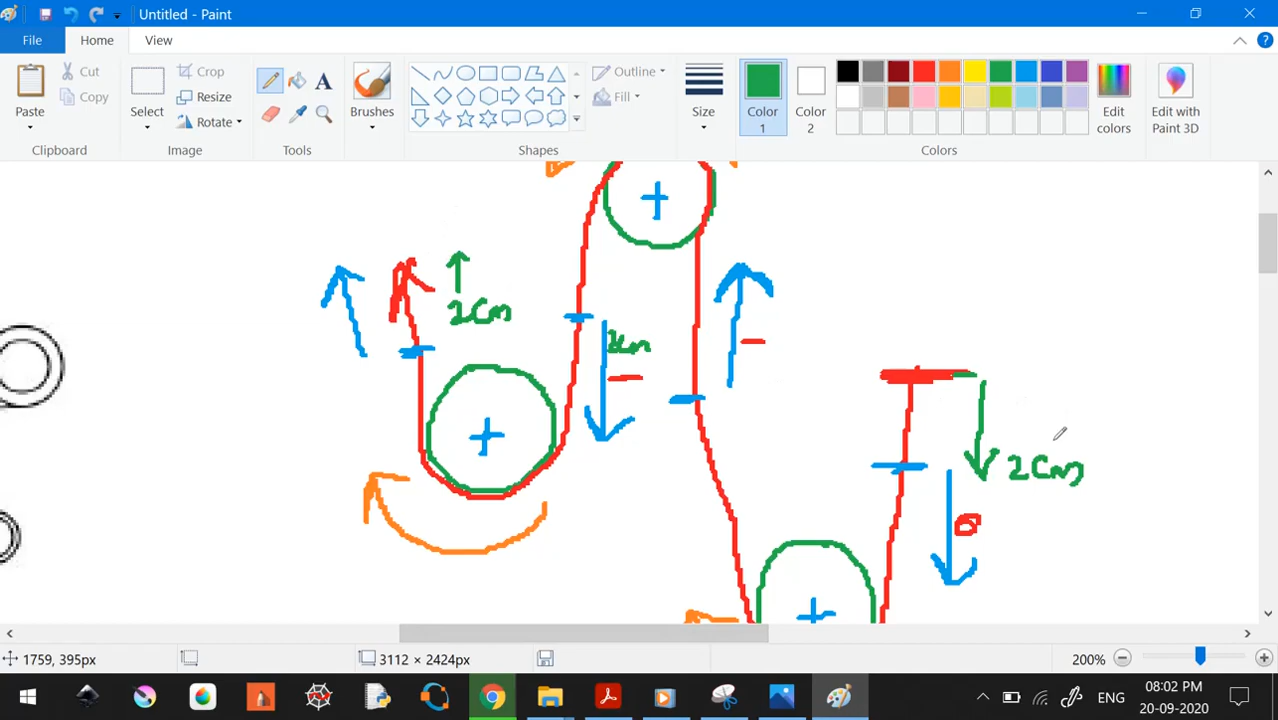 Untitled - Paint
File
Home
View
Paste
Cut
Copy
Clipboard
Select
Crop
Resize
Rotate
Image
A
Tools
Brushes
Outline
Fill
Shapes
Size
Color 1
Color 2
Edit colors
Edit with Paint 3D
Colors
2Cm
2Cm
1759, 395px
3112 × 2424px
200%
ENG
08:02 PM
20-09-2020